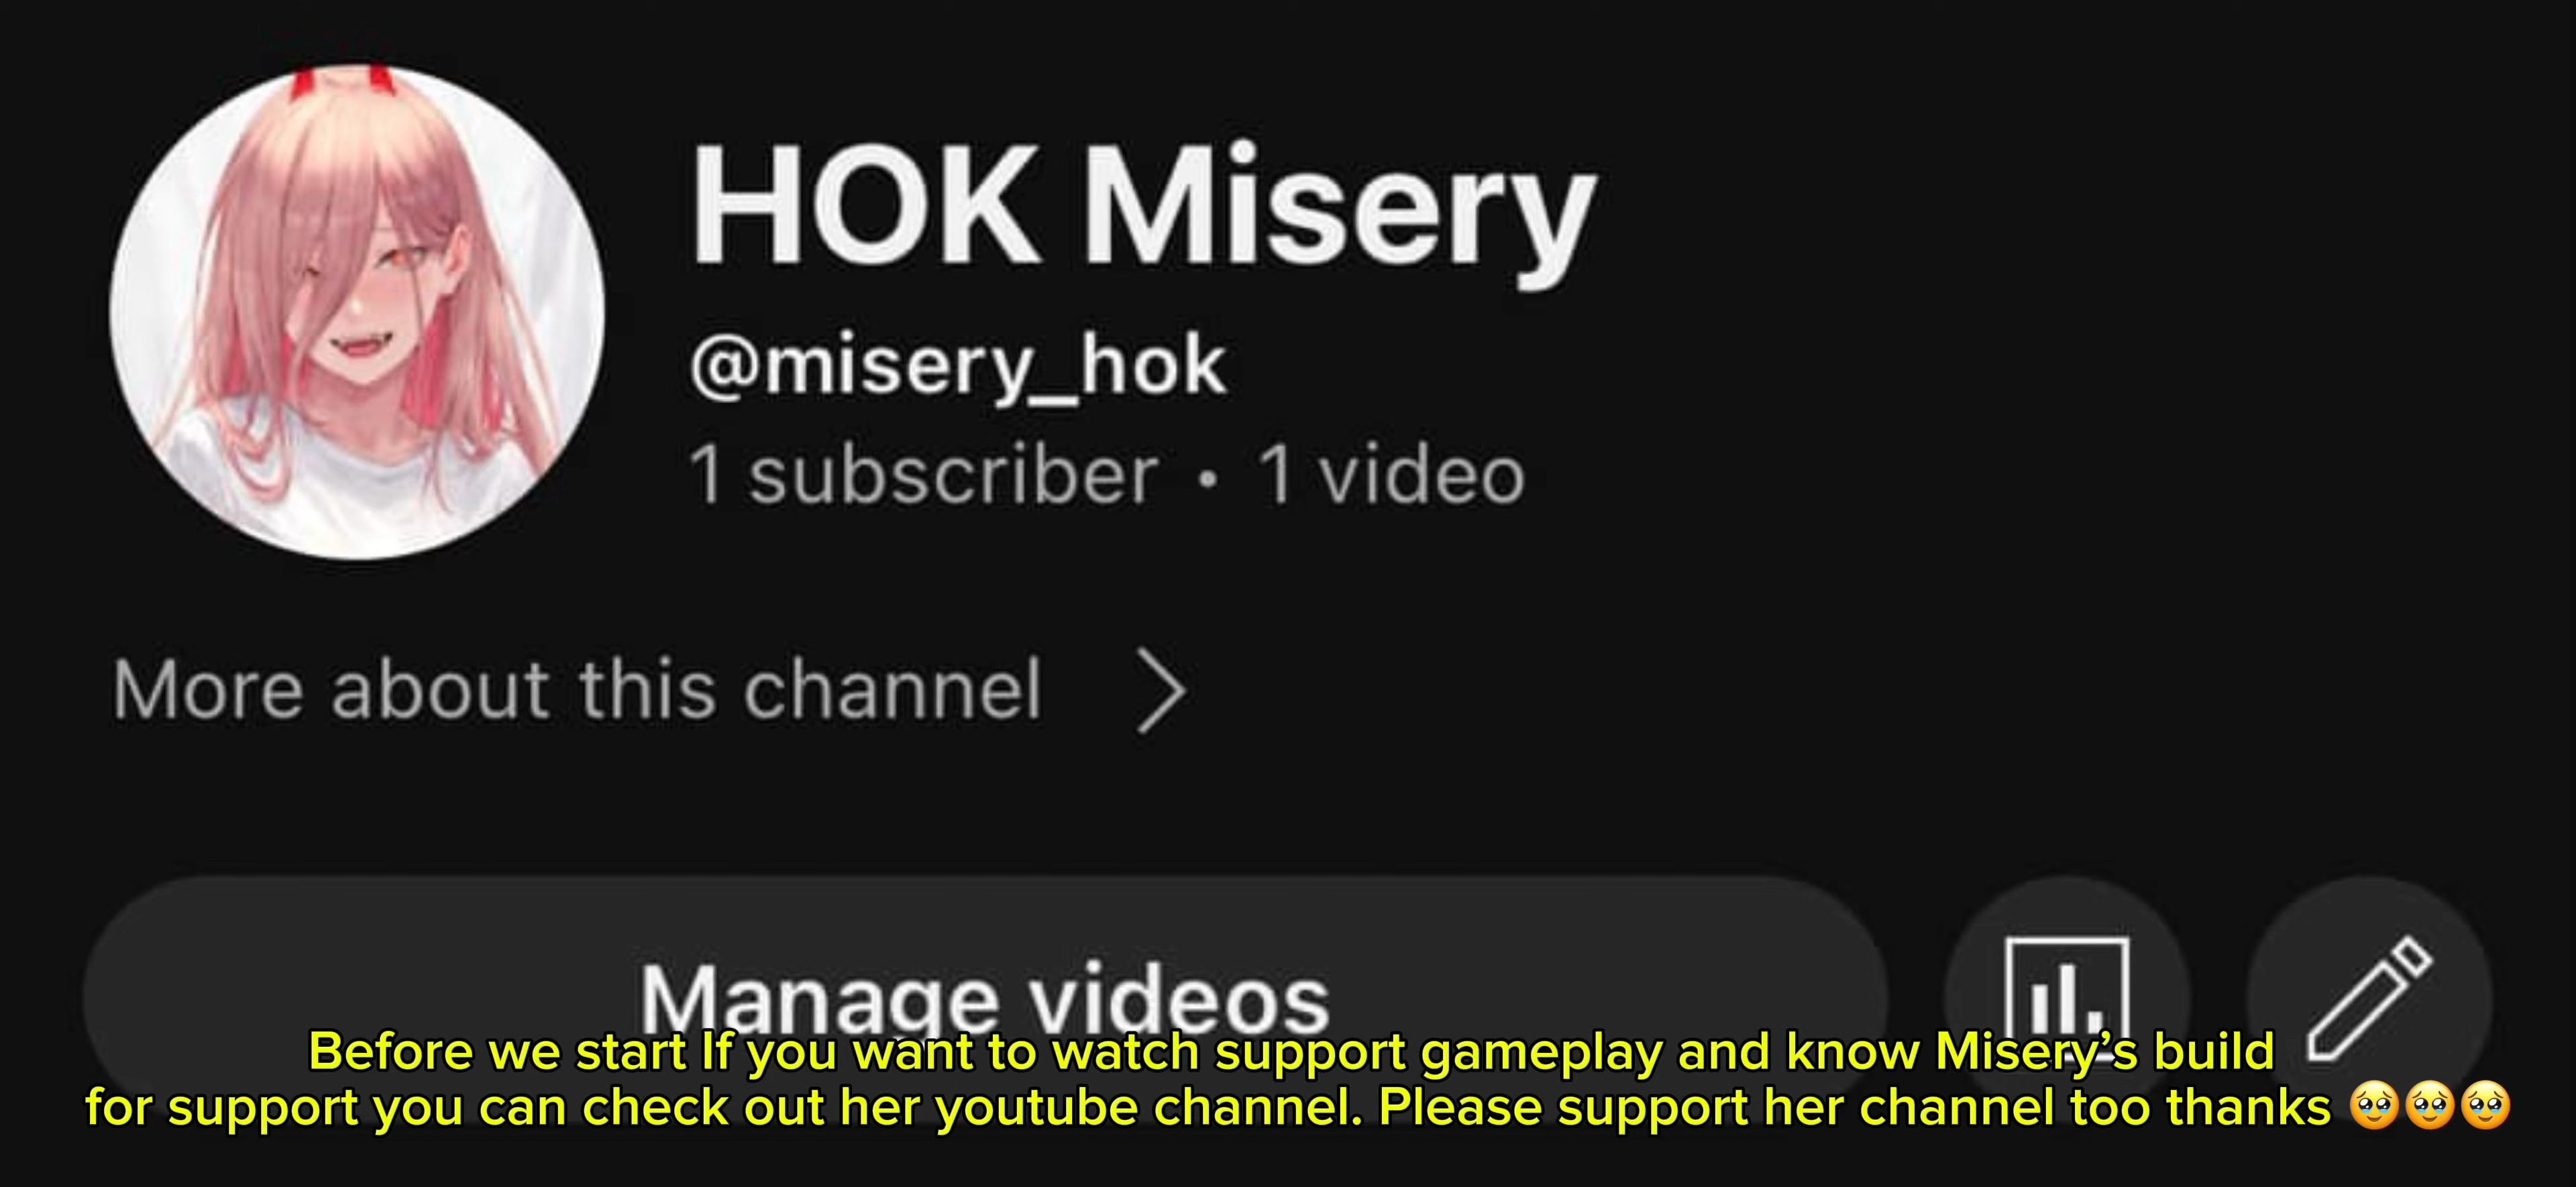 HOK Misery
@misery_hok
1 subscriber • 1 video
More about this channel
Manage videos
Before we start If you want to watch support gameplay and know Misery’s build
for support you can check out her youtube channel. Please support her channel too thanks 🥹🥹🥹